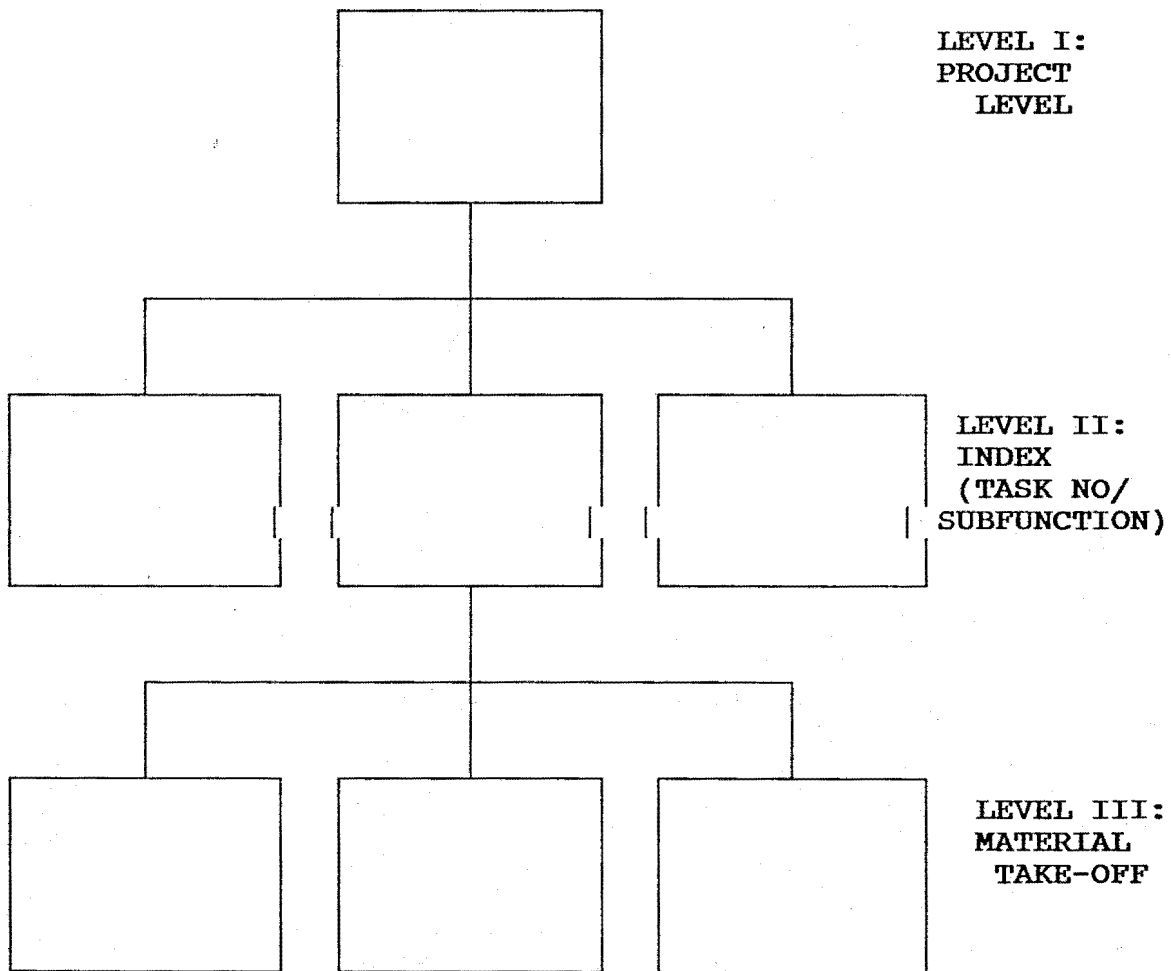 LEVEL I:
PROJECT
LEVEL
LEVEL II:
INDEX
(TASK NO/
SUBFUNCTION)
LEVEL III:
MATERIAL
TAKE-OFF